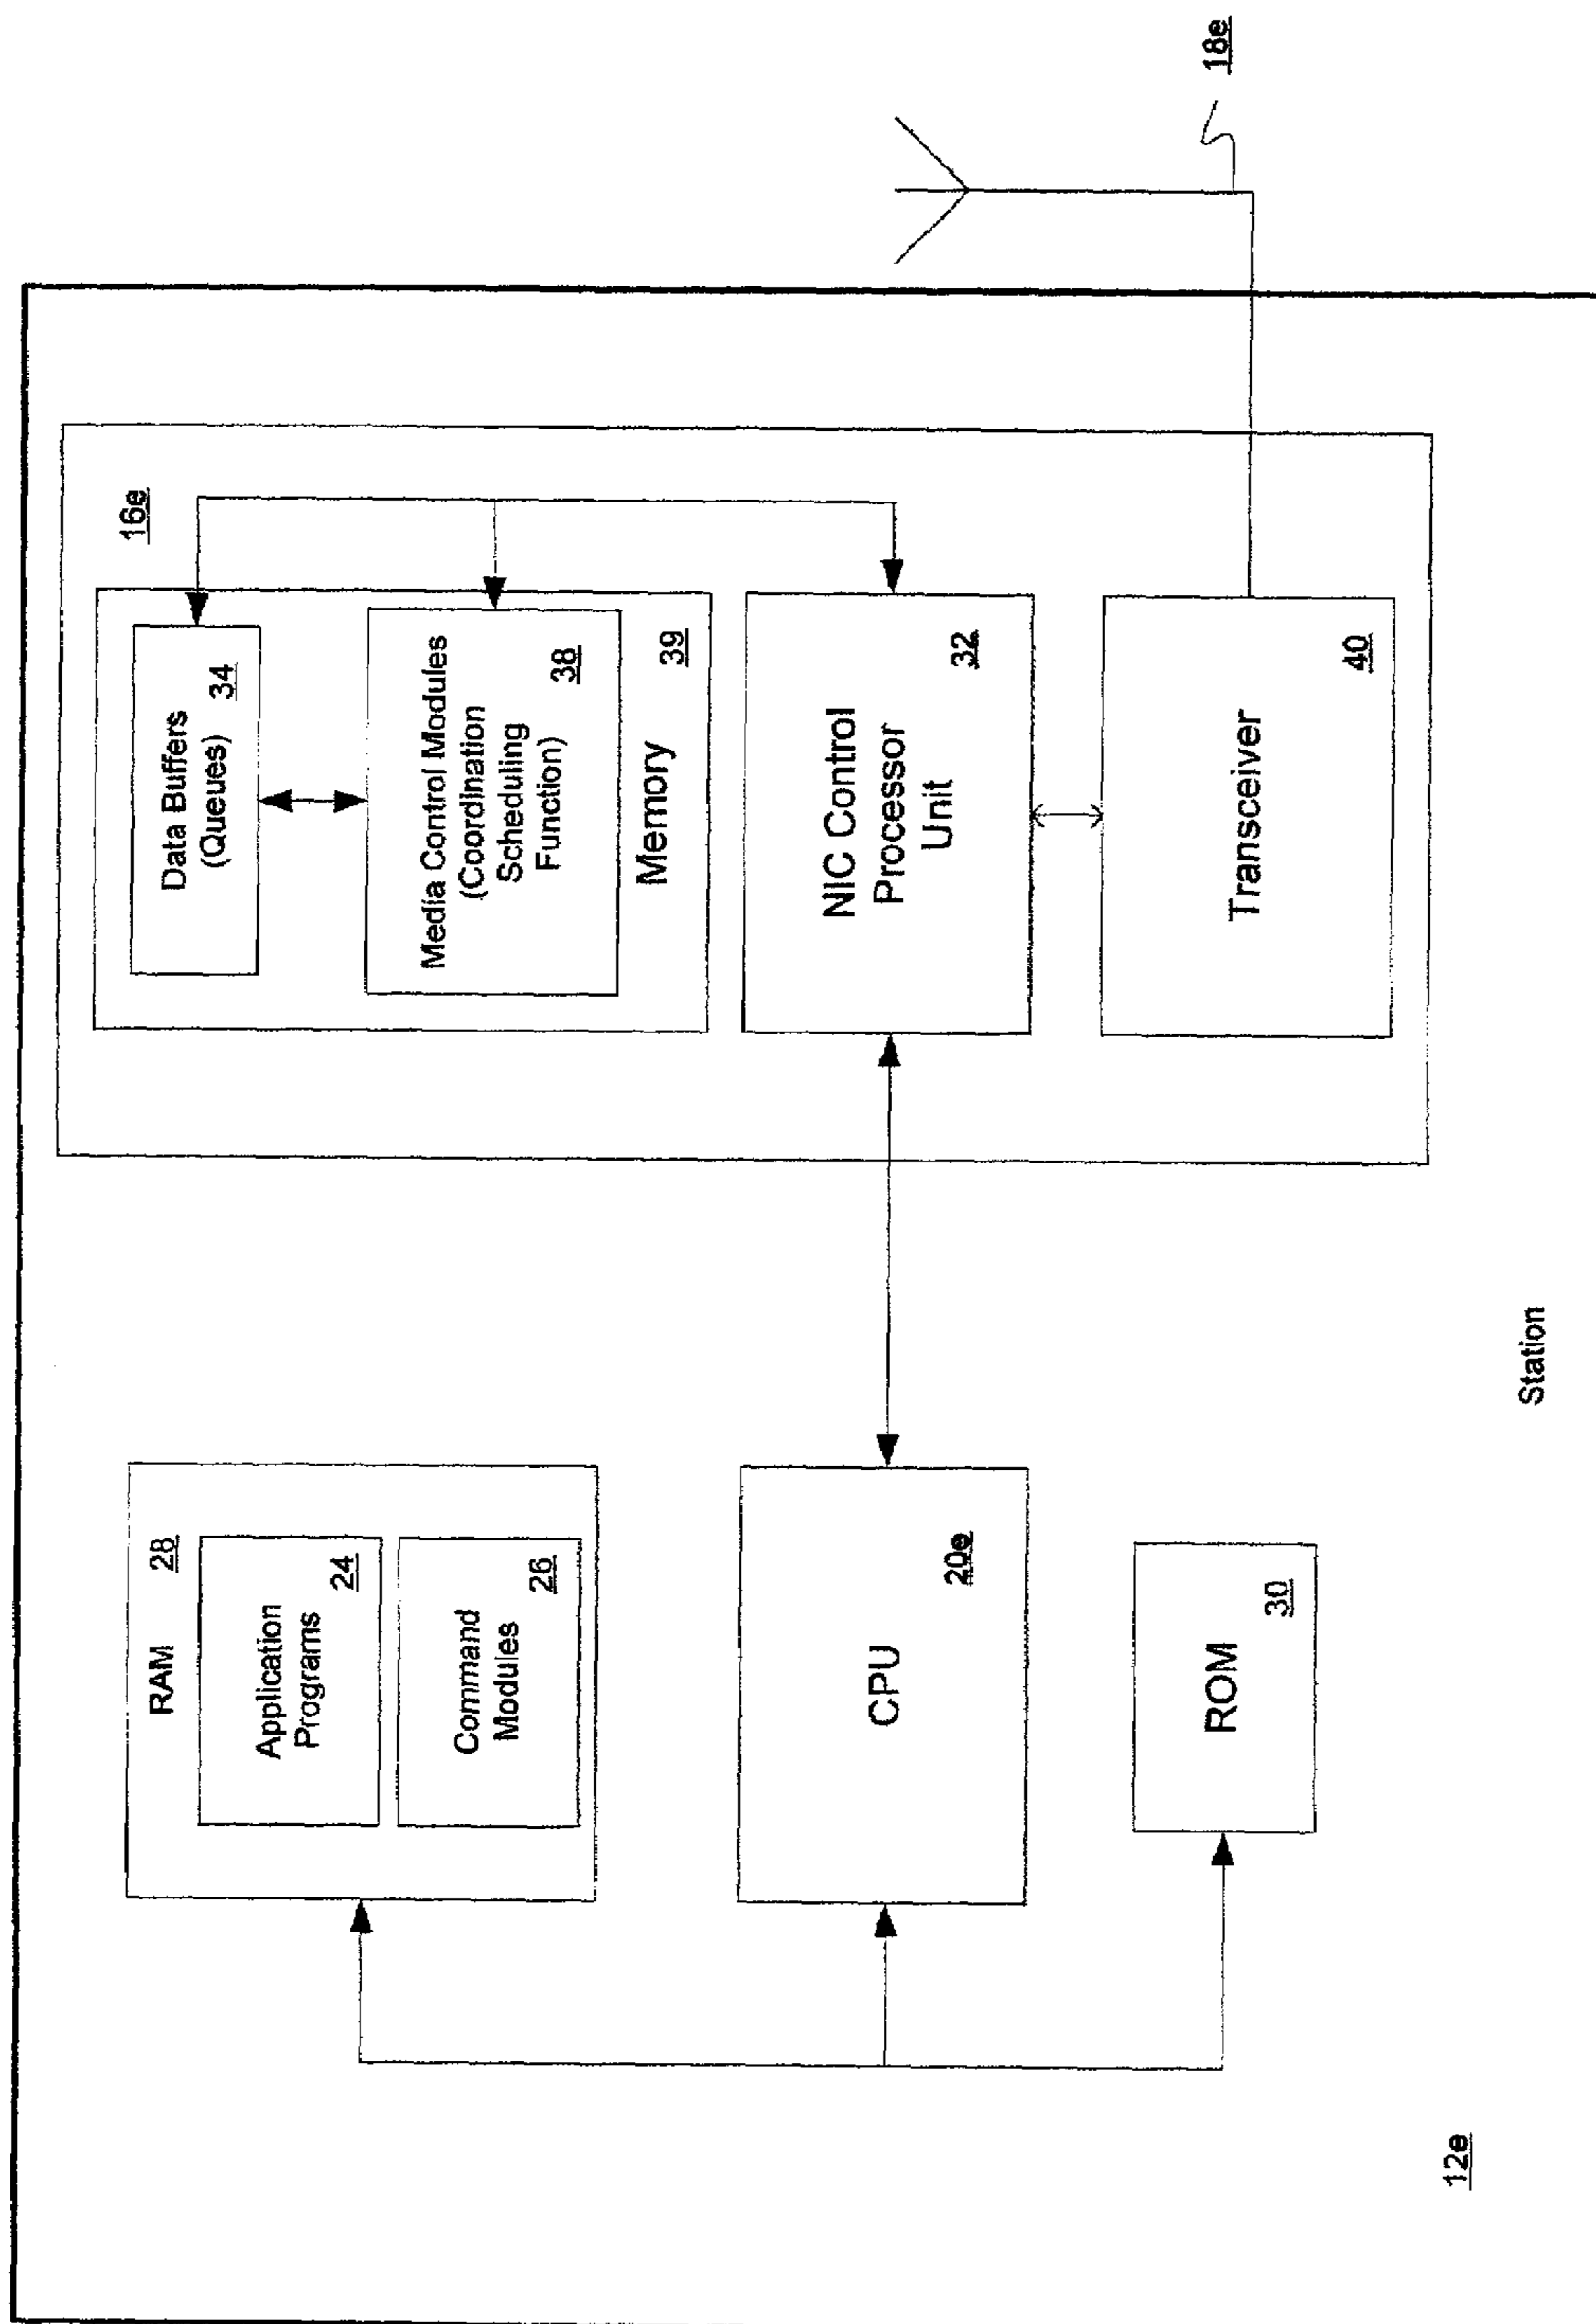 RAM
28
Application
Programs
24
Command
Modules
26
CPU
20e
ROM
30
16e
Data Buffers
(Queues)
34
Media Control Modules
(Coordination
Scheduling
Function)
38
Memory
39
NIC Control
Processor
Unit
32
Transceiver
40
18e
12e
Station